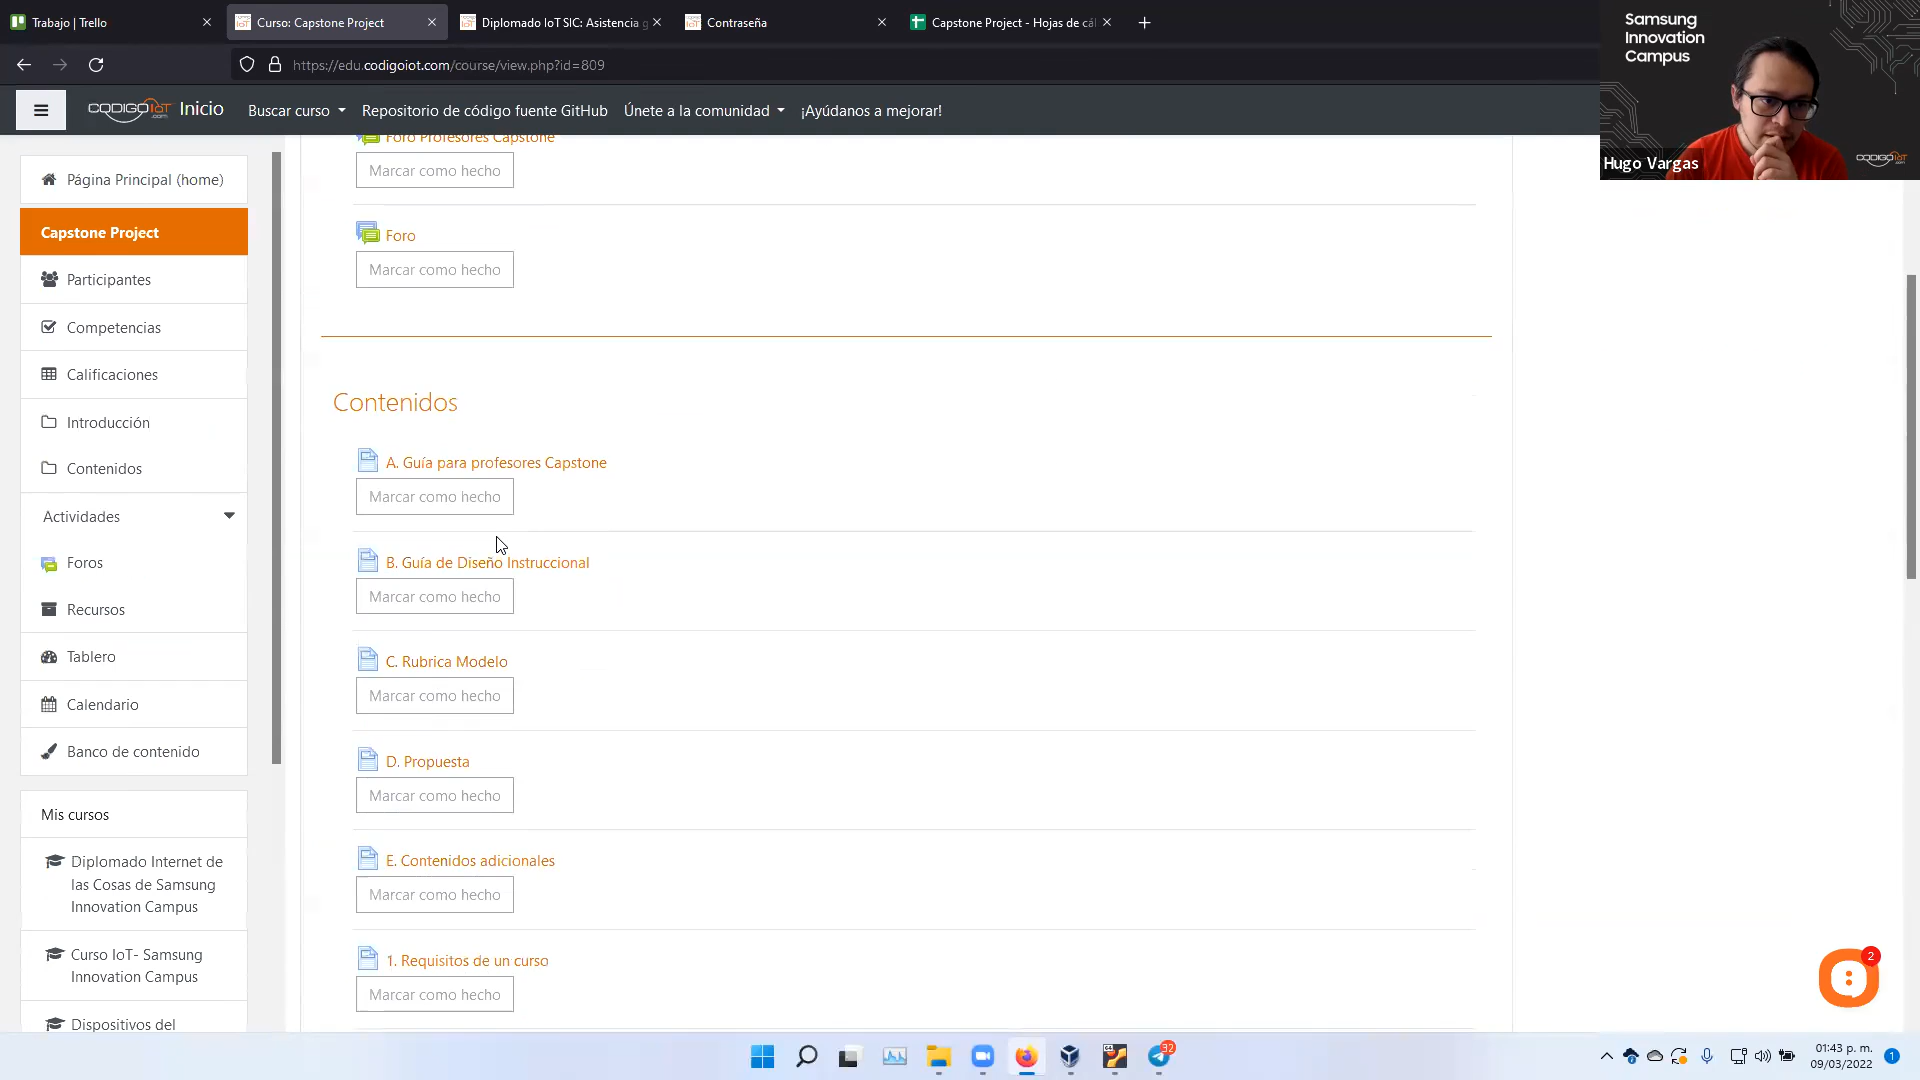 Trabajo | Trello
Curso: Capstone Project
Diplomado IoT SIC: Asistencia g
Contraseña
Capstone Project - Hojas de cál
https://edu.codigoiot.com/course/view.php?id=809
CODIGO IoT .com
Inicio
Buscar curso
Repositorio de código fuente GitHub
Únete a la comunidad
¡Ayúdanos a mejorar!
Samsung
Innovation
Campus
CODIGO IoT
Hugo Vargas
Página Principal (home)
Capstone Project
Participantes
Competencias
Calificaciones
Introducción
Contenidos
Actividades
Foros
Recursos
Tablero
Calendario
Banco de contenido
Mis cursos
Diplomado Internet de
las Cosas de Samsung
Innovation Campus
Curso IoT- Samsung
Innovation Campus
Dispositivos del
Foro Profesores Capstone
Marcar como hecho
Foro
Marcar como hecho
Contenidos
A. Guía para profesores Capstone
Marcar como hecho
B. Guía de Diseño Instruccional
Marcar como hecho
C. Rubrica Modelo
Marcar como hecho
D. Propuesta
Marcar como hecho
E. Contenidos adicionales
Marcar como hecho
1. Requisitos de un curso
Marcar como hecho
2
32
01:43 p. m.
09/03/2022
1